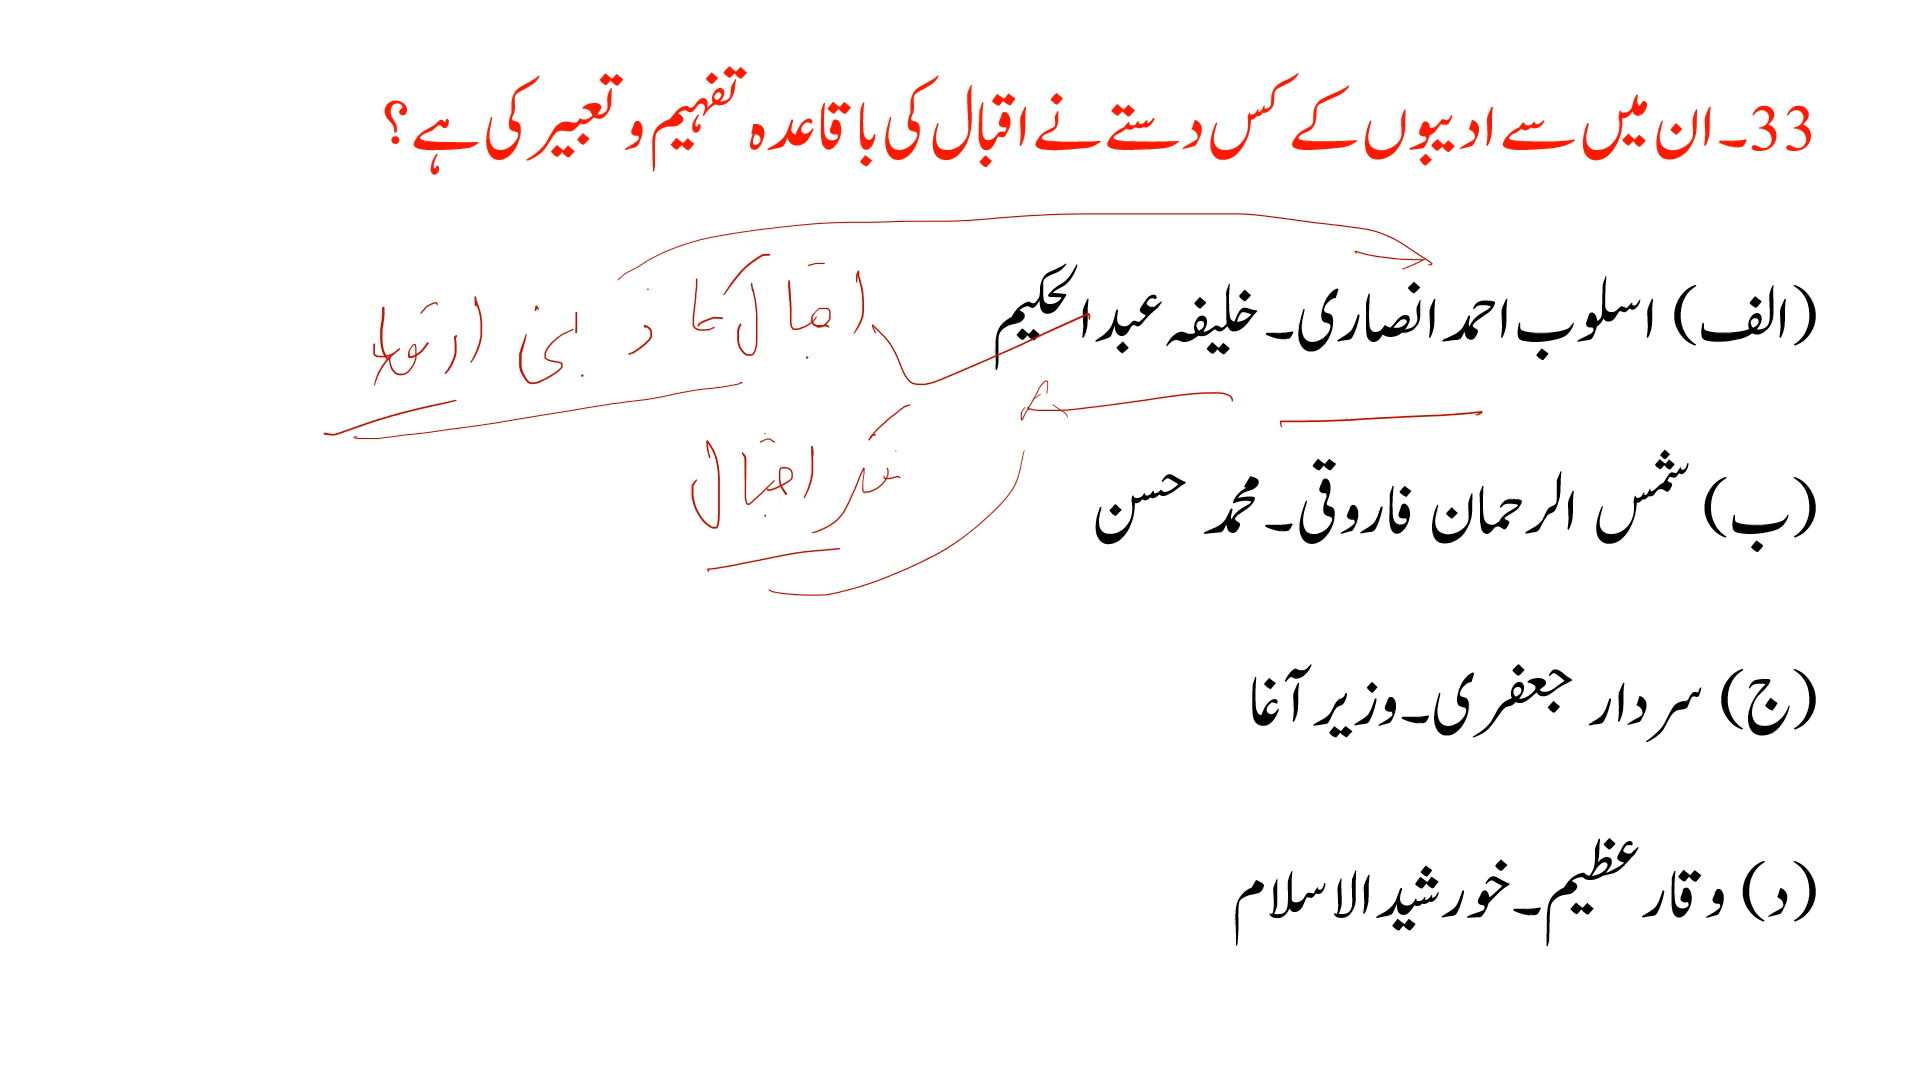 33۔ان میں سے ادیبوں کے کس دستے نے اقبال کی باقاعدہ تفہیم و تعبیر کی ہے؟
(الف) اسلوب احمد انصاری۔خلیفہ عبدالحکیم
اقبال کا ذہنی ارتقا
(ب) شمس الرحمان فاروقی۔محمد حسن
فکر اقبال
(ج) سردار جعفری۔وزیر آغا
(د) وقار عظیم۔خورشید الاسلام